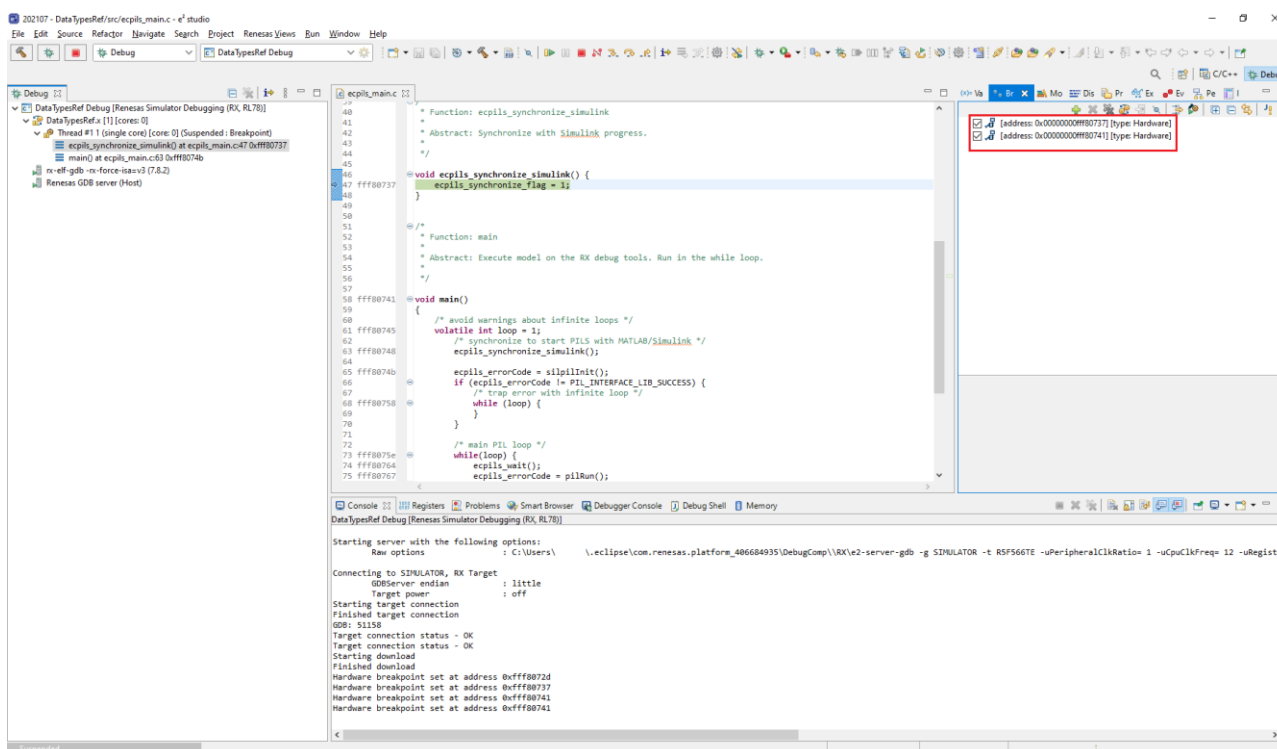 202107 - DataTypesRef/src/ecpils_main.c - e² studio
File Edit Source Refactor Navigate Search Project Renesas Views Run Window Help
Debug
DataTypesRef Debug
C/C++
Debu
Debug
DataTypesRef Debug [Renesas Simulator Debugging (RX, RL78)]
DataTypesRef.x [1] [cores: 0]
Thread #1 1 (single core) [core: 0] (Suspended : Breakpoint)
ecpils_synchronize_simulink() at ecpils_main.c:47 0xfff80737
main() at ecpils_main.c:63 0xfff8074b
rx-elf-gdb -rx-force-isa=v3 (7.8.2)
Renesas GDB server (Host)
ecpils_main.c
39
40 * Function: ecpils_synchronize_simulink
41 *
42 * Abstract: Synchronize with Simulink progress.
43 *
44 */
45
46 void ecpils_synchronize_simulink() {
47 fff80737 ecpils_synchronize_flag = 1;
48 }
49
50
51 /*
52 * Function: main
53 *
54 * Abstract: Execute model on the RX debug tools. Run in the while loop.
55 *
56 */
57
58 fff80741 void main()
59 {
60 /* avoid warnings about infinite loops */
61 fff80745 volatile int loop = 1;
62 /* synchronize to start PILS with MATLAB/Simulink */
63 fff80748 ecpils_synchronize_simulink();
64
65 fff8074b ecpils_errorCode = silpilInit();
66 if (ecpils_errorCode != PIL_INTERFACE_LIB_SUCCESS) {
67 /* trap error with infinite loop */
68 fff80758 while (loop) {
69 }
70 }
71
72 /* main PIL loop */
73 fff8075e while(loop) {
74 fff80764 ecpils_wait();
75 fff80767 ecpils_errorCode = pilRun();
Va Br Mo Dis Pr Ex Ev Pe I
[address: 0x00000000fff80737] [type: Hardware]
[address: 0x00000000fff80741] [type: Hardware]
Console Registers Problems Smart Browser Debugger Console Debug Shell Memory
DataTypesRef Debug [Renesas Simulator Debugging (RX, RL78)]
Starting server with the following options:
Raw options : C:\Users\ \.eclipse\com.renesas.platform_406684935\DebugComp\\RX\e2-server-gdb -g SIMULATOR -t R5F566TE -uPeripheralClkRatio= 1 -uCpuClkFreq= 12 -uRegist
Connecting to SIMULATOR, RX Target
GDBServer endian : little
Target power : off
Starting target connection
Finished target connection
GDB: 51158
Target connection status - OK
Target connection status - OK
Starting download
Finished download
Hardware breakpoint set at address 0xfff8072d
Hardware breakpoint set at address 0xfff80737
Hardware breakpoint set at address 0xfff80741
Hardware breakpoint set at address 0xfff80741
Suspended